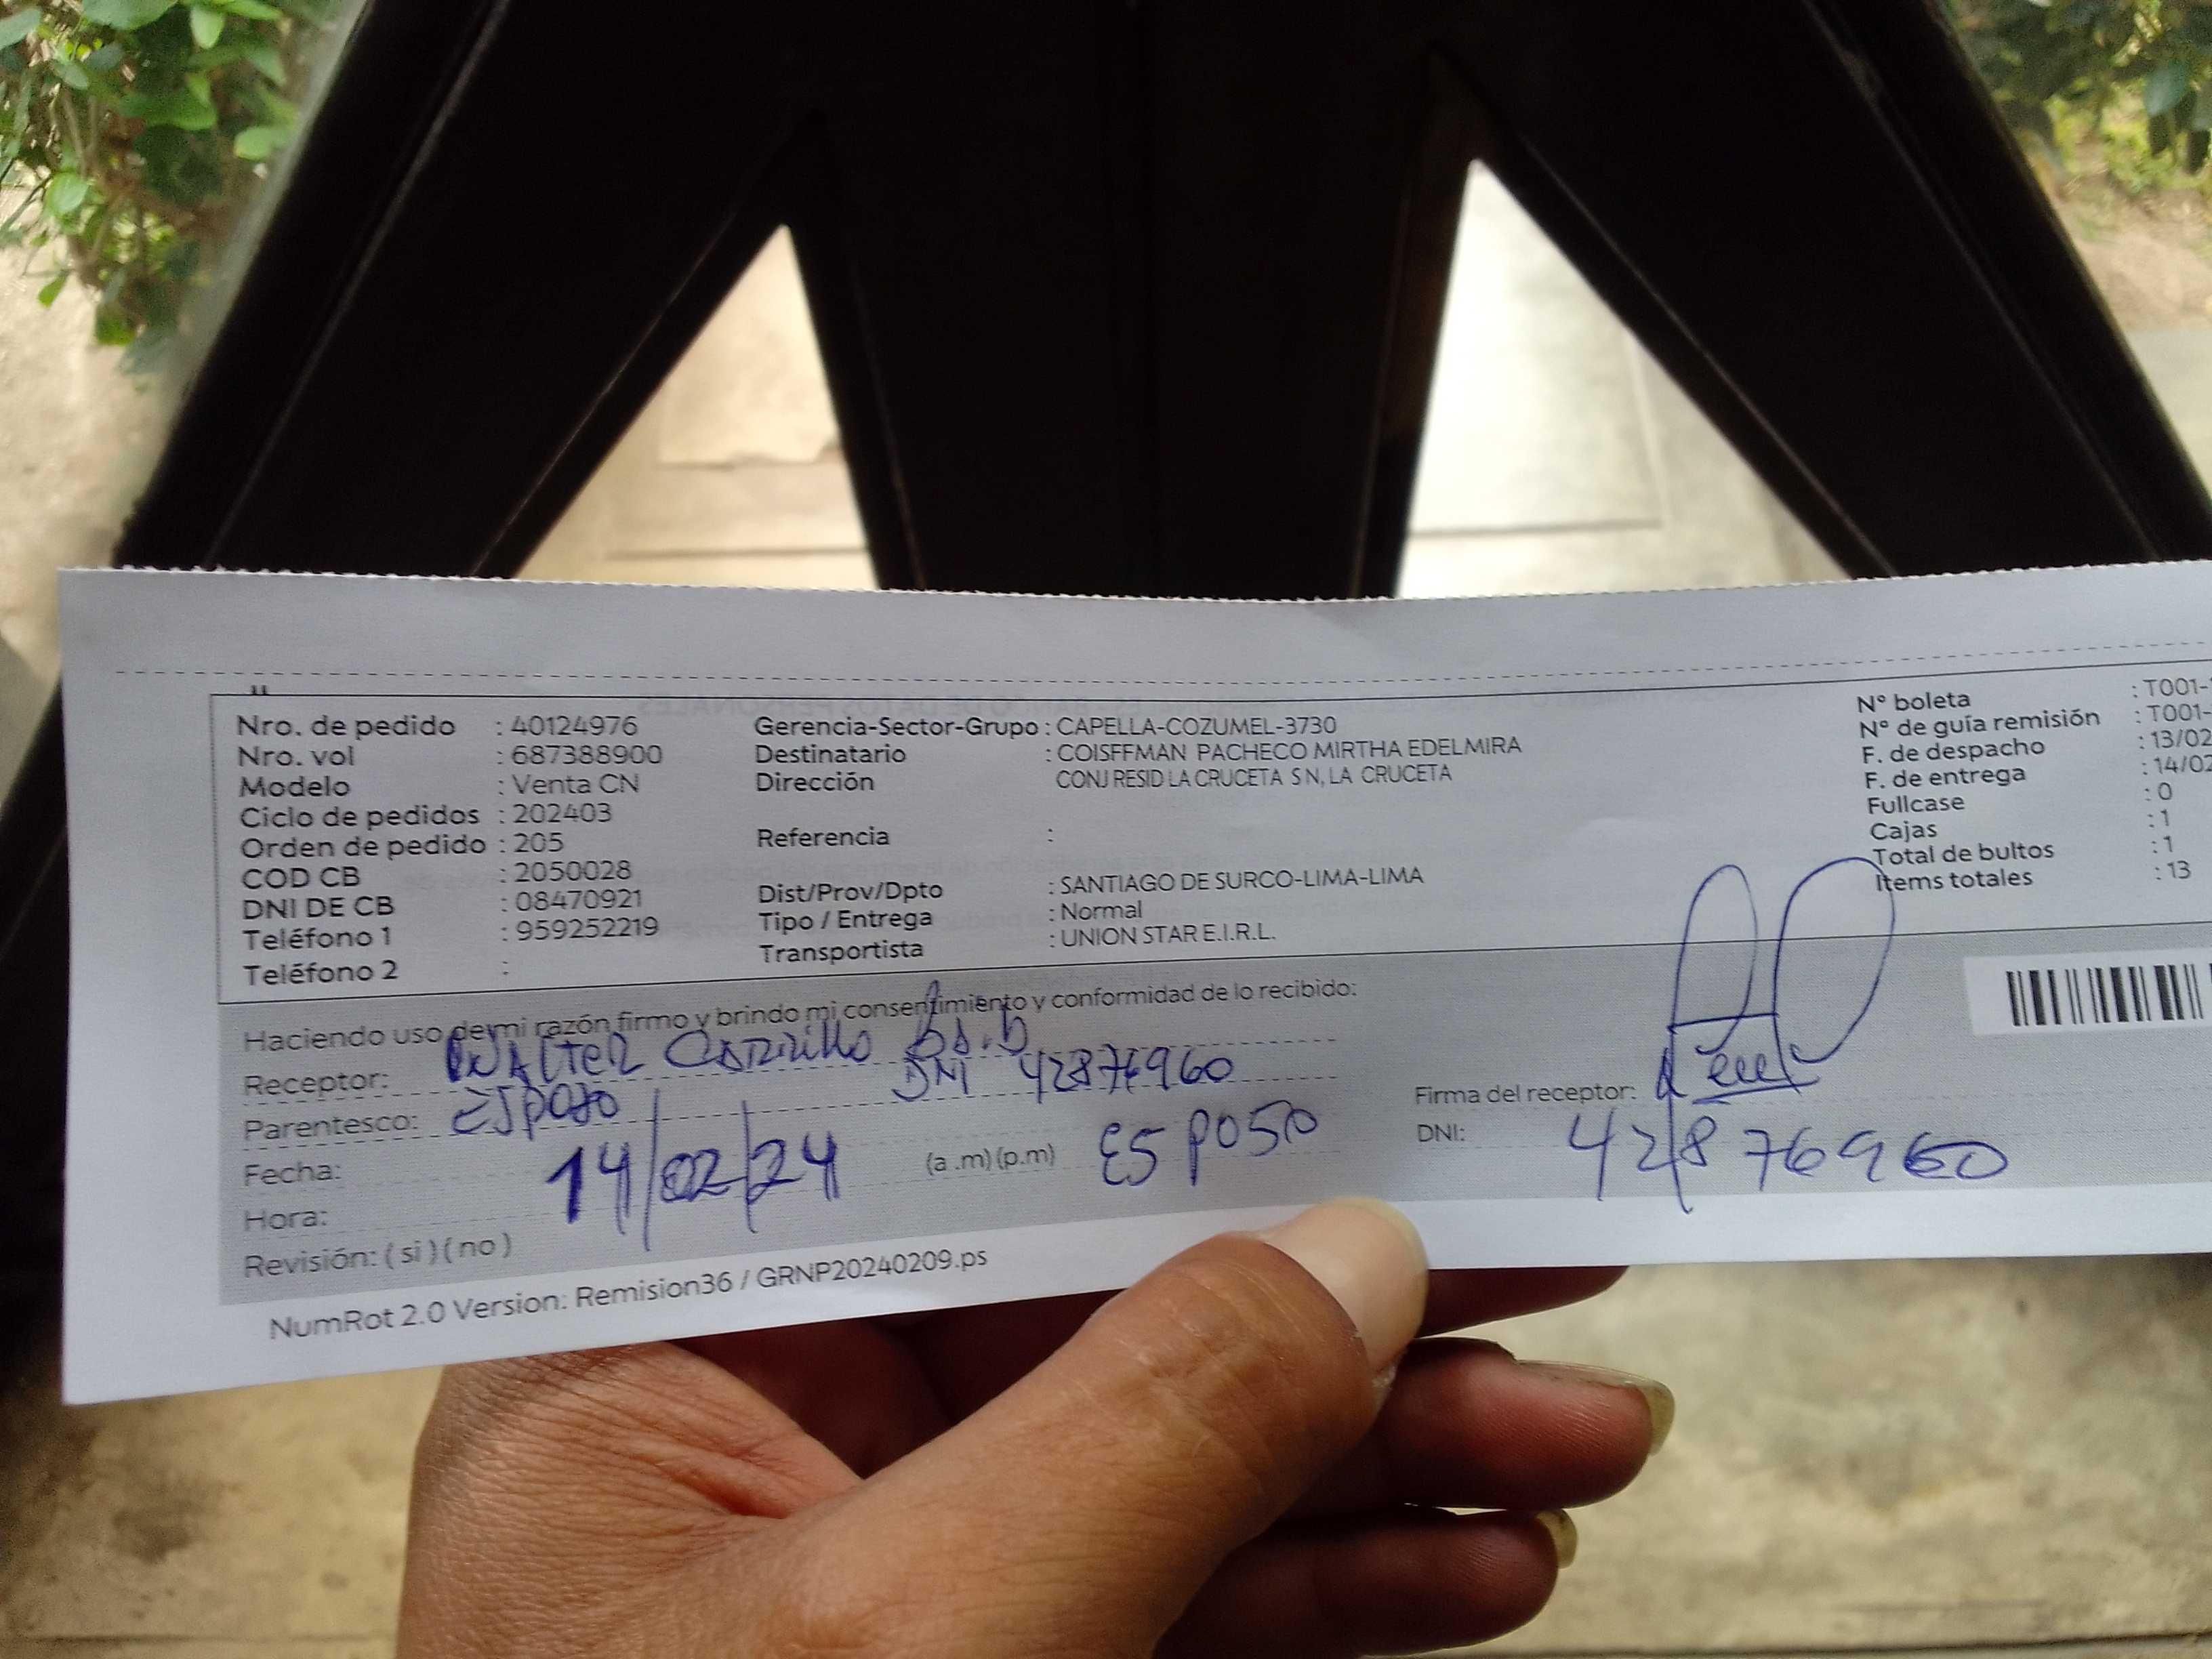 Nro. de pedido : 40124976
Nro. vol : 687388900
Modelo : Venta CN
Ciclo de pedidos : 202403
Orden de pedido : 205
COD CB : 2050028
DNI DE CB : 08470921
Teléfono 1 : 959252219
Teléfono 2 :
Gerencia-Sector-Grupo : CAPELLA-COZUMEL-3730
Destinatario : COISFFMAN PACHECO MIRTHA EDELMIRA
Dirección CONJ RESID LA CRUCETA S N, LA CRUCETA
Referencia :
Dist/Prov/Dpto : SANTIAGO DE SURCO-LIMA-LIMA
Tipo / Entrega : Normal
Transportista : UNION STAR E.I.R.L.
N° boleta : T001-
N° de guía remisión : T001-
F. de despacho : 13/02
F. de entrega : 14/02
Fullcase : 0
Cajas : 1
Total de bultos : 1
Items totales : 13
Haciendo uso de mi razón firmo y brindo mi consentimiento y conformidad de lo recibido:
Receptor: WALTER Carrillo
DNI 42876960
Parentesco: Esposo
Fecha: 14/02/24
Hora: (a .m) (p.m) ESPOSO
Revisión: ( si ) ( no )
Firma del receptor:
DNI: 42876960
NumRot 2.0 Version: Remision36 / GRNP20240209.ps